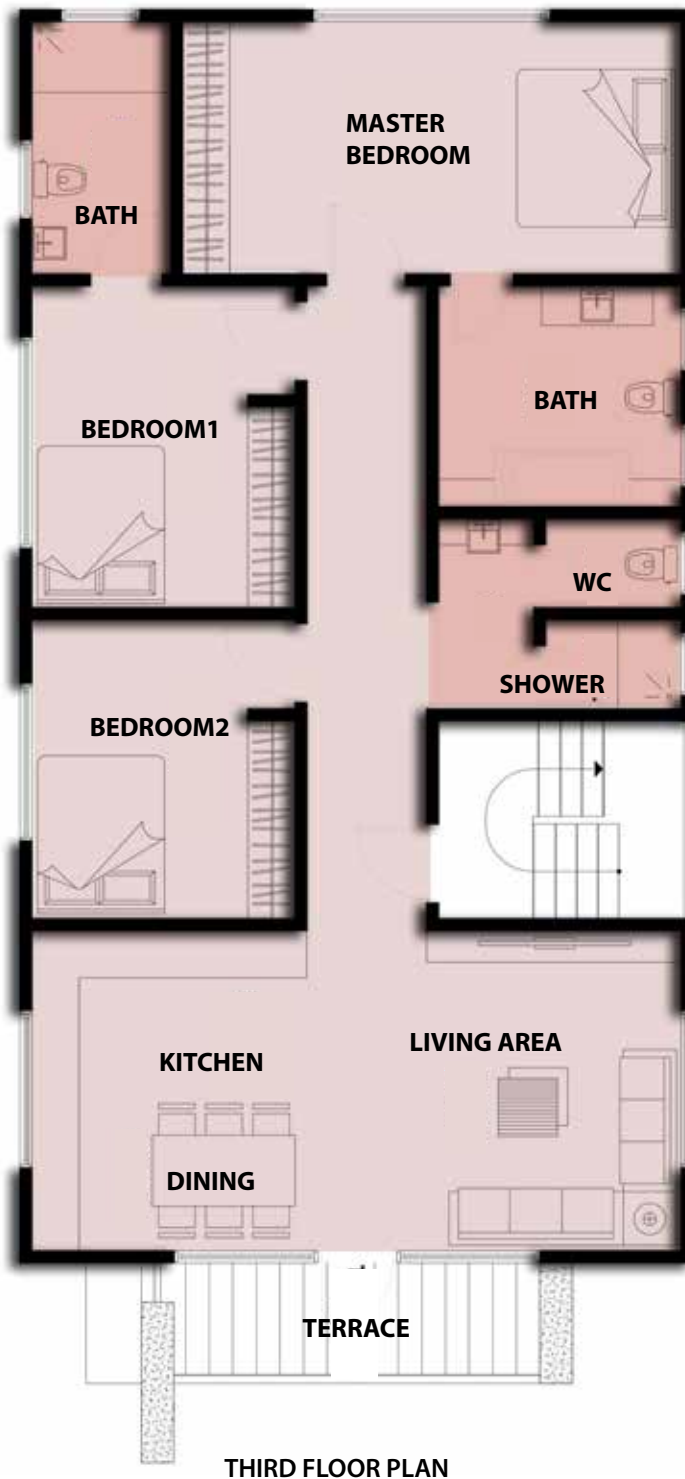 MASTER
BEDROOM
BATH
BATH
BEDROOM1
WC
SHOWER
BEDROOM2
LIVING AREA
KITCHEN
DINING
TERRACE
THIRD FLOOR PLAN